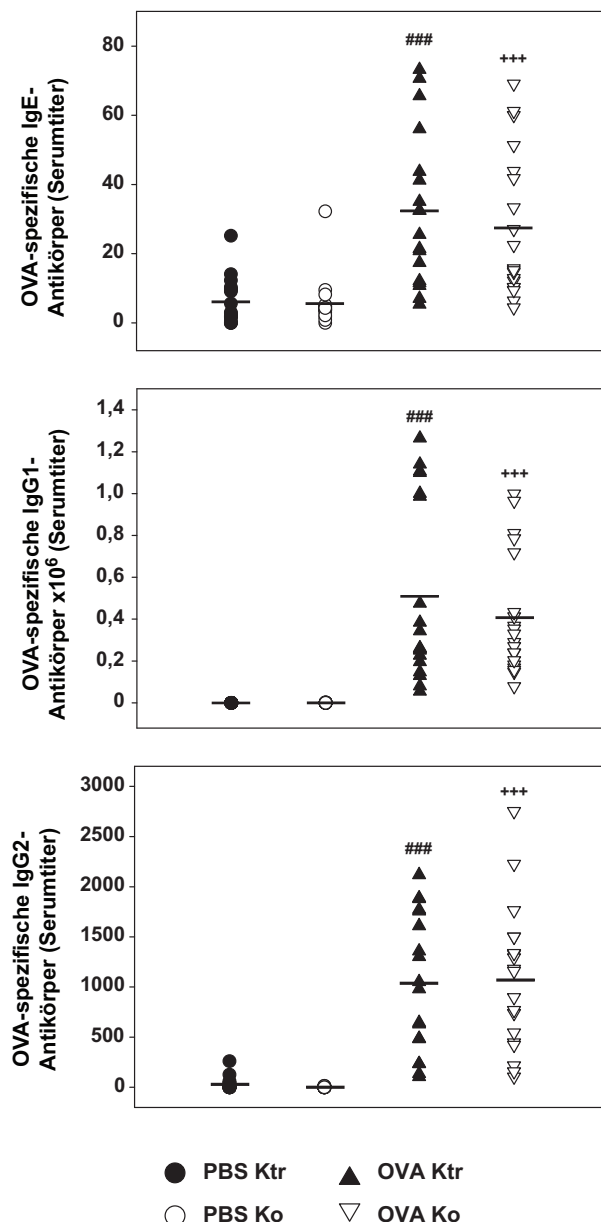 OVA-spezifische IgE-
Antikörper (Serumtiter)
80
60
40
20
0
###
+++
OVA-spezifische IgG1-
Antikörper x10⁶ (Serumtiter)
1,4
1,2
1,0
0,8
0,6
0,4
0,2
0
###
+++
OVA-spezifische IgG2-
Antikörper (Serumtiter)
3000
2500
2000
1500
1000
500
0
###
+++
PBS Ktr
OVA Ktr
PBS Ko
OVA Ko